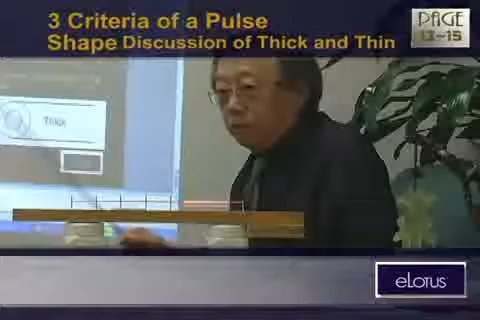 3 Criteria of a Pulse
Shape Discussion of Thick and Thin
PAGE
13-15
Thick
eLotus